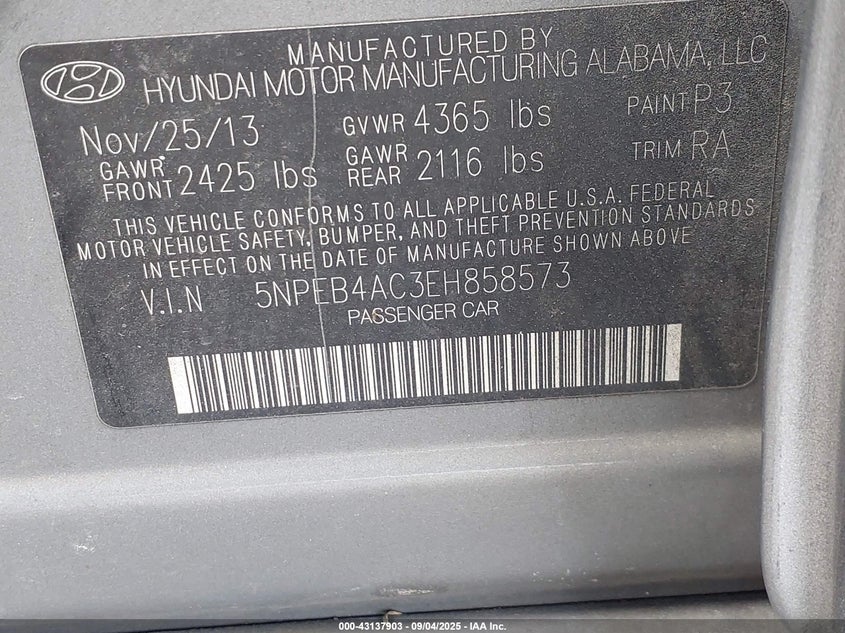 MANUFACTURED BY
HYUNDAI MOTOR MANUFACTURING ALABAMA, LLC
Nov/25/13 GVWR 4365 lbs PAINT P3
GAWR FRONT 2425 lbs GAWR REAR 2116 lbs TRIM RA
THIS VEHICLE CONFORMS TO ALL APPLICABLE U.S.A. FEDERAL
MOTOR VEHICLE SAFETY, BUMPER, AND THEFT PREVENTION STANDARDS
IN EFFECT ON THE DATE OF MANUFACTURE SHOWN ABOVE
V.I.N 5NPEB4AC3EH858573
PASSENGER CAR
000-43137903 - 09/04/2025 - IAA Inc.